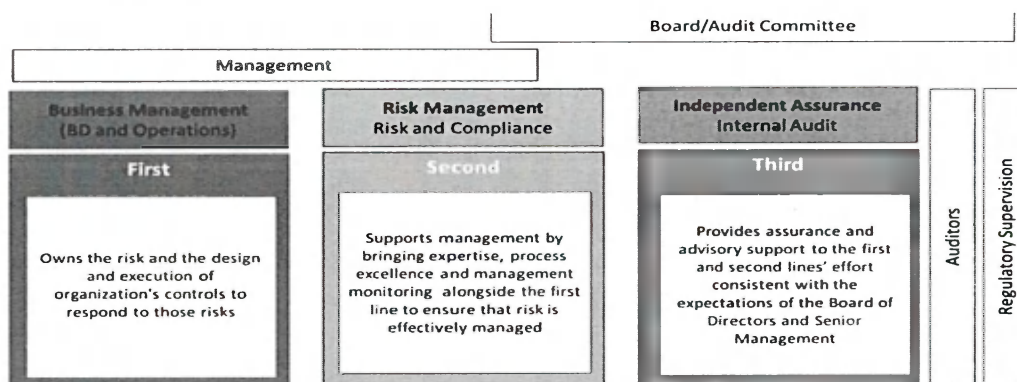 Board/Audit Committee
Management
Business Management
(BD and Operations)
First
Owns the risk and the design
and execution of
organization's controls to
respond to those risks
Risk Management
Risk and Compliance
Second
Supports management by
bringing expertise, process
excellence and management
monitoring alongside the first
line to ensure that risk is
effectively managed
Independent Assurance
Internal Audit
Third
Provides assurance and
advisory support to the first
and second lines' effort
consistent with the
expectations of the Board of
Directors and Senior
Management
Auditors
Regulatory Supervision